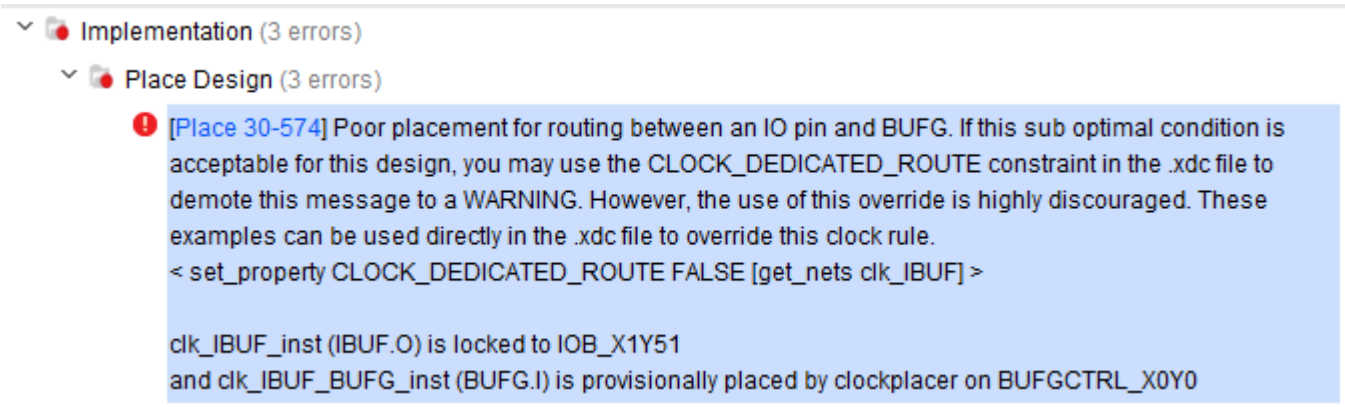 Implementation (3 errors)
Place Design (3 errors)
[Place 30-574] Poor placement for routing between an IO pin and BUFG. If this sub optimal condition is
acceptable for this design, you may use the CLOCK_DEDICATED_ROUTE constraint in the .xdc file to
demote this message to a WARNING. However, the use of this override is highly discouraged. These
examples can be used directly in the .xdc file to override this clock rule.
< set_property CLOCK_DEDICATED_ROUTE FALSE [get_nets clk_IBUF] >
clk_IBUF_inst (IBUF.O) is locked to IOB_X1Y51
and clk_IBUF_BUFG_inst (BUFG.I) is provisionally placed by clockplacer on BUFGCTRL_X0Y0